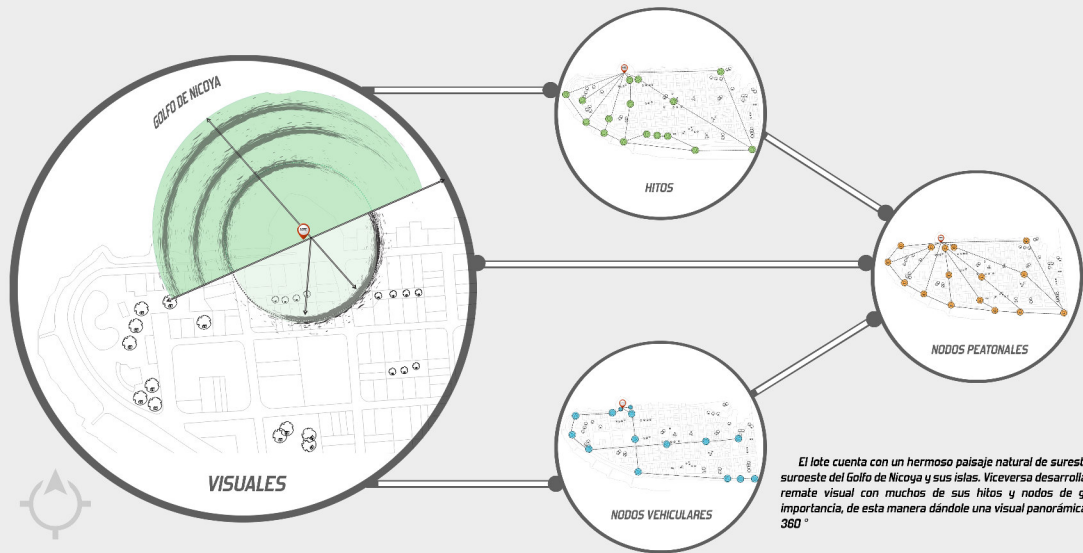 GOLFO DE NICOYA
VISUALES
HITOS
NODOS PEATONALES
NODOS VEHICULARES
El lote cuenta con un hermoso paisaje natural de surest
suroeste del Golfo de Nicoya y sus islas. Viceversa desarrolla
remate visual con muchos de sus hitos y nodos de g
importancia, de esta manera dándole una visual panorámica
360 °